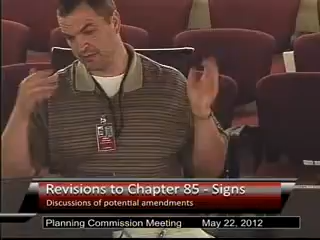 Revisions to Chapter 85 - Signs
Discussions of potential amendments
Planning Commission Meeting May 22, 2012